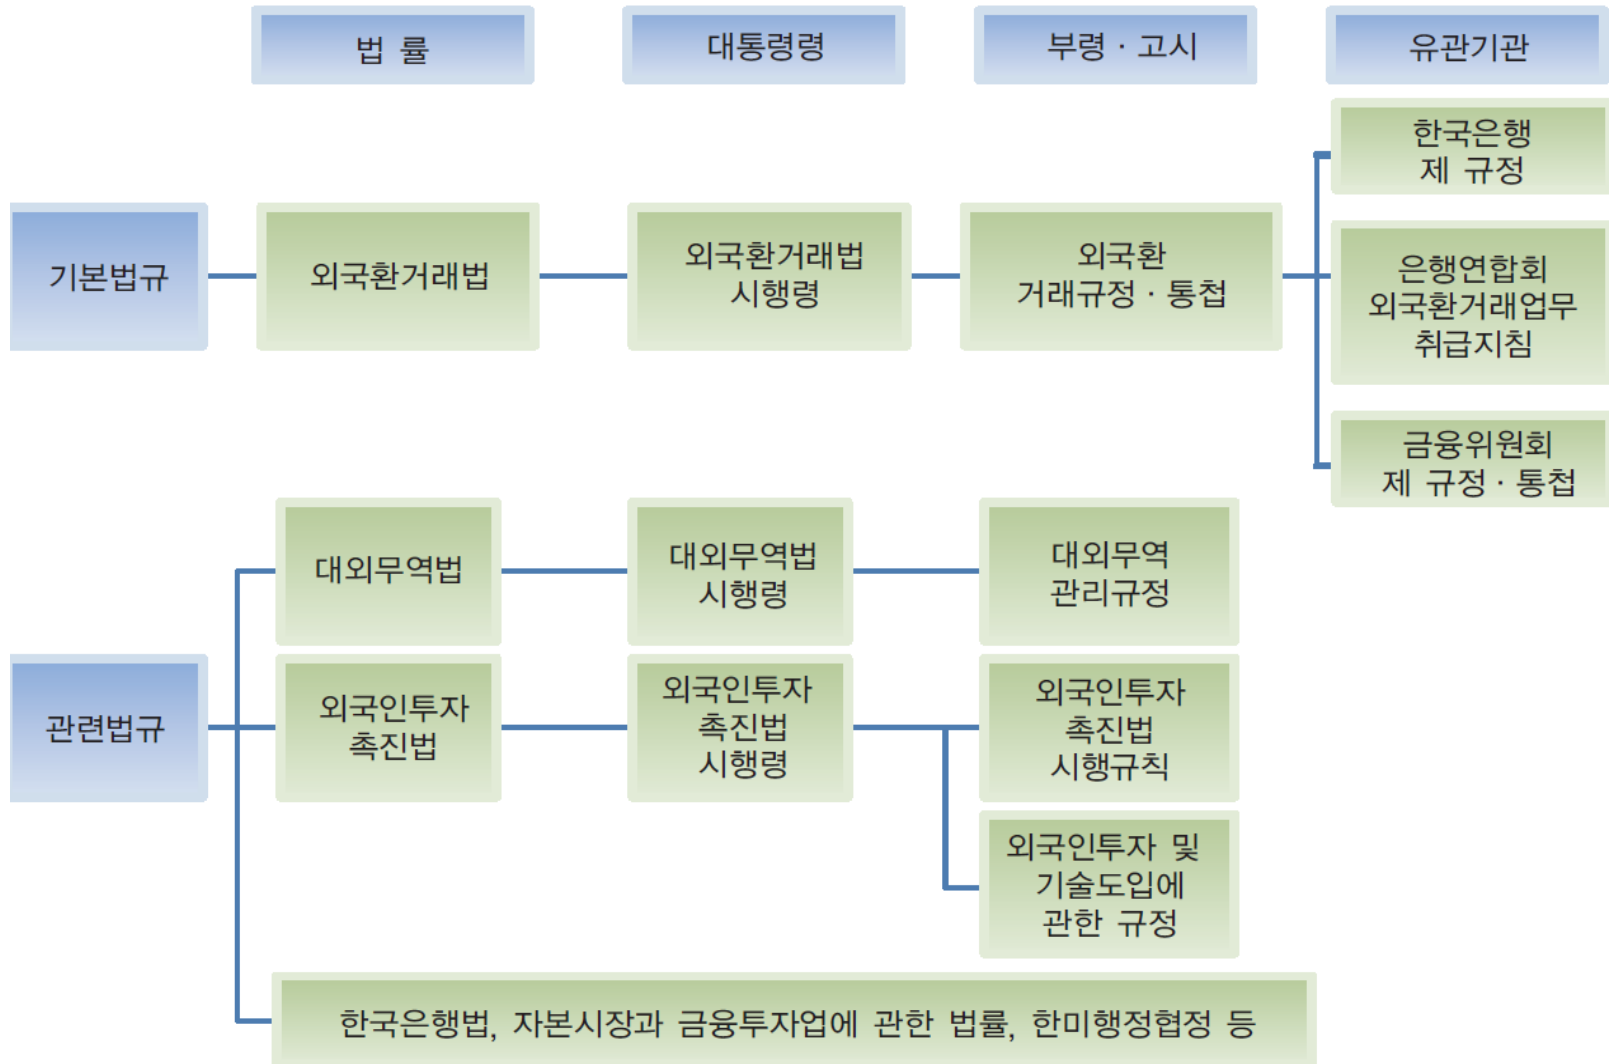 법 률
대통령령
부령 · 고시
유관기관
기본법규
외국환거래법
외국환거래법
시행령
외국환
거래규정 · 통첩
한국은행
제 규정
은행연합회
외국환거래업무
취급지침
금융위원회
제 규정 · 통첩
관련법규
대외무역법
대외무역법
시행령
대외무역
관리규정
외국인투자
촉진법
외국인투자
촉진법
시행령
외국인투자
촉진법
시행규칙
외국인투자 및
기술도입에
관한 규정
한국은행법, 자본시장과 금융투자업에 관한 법률, 한미행정협정 등